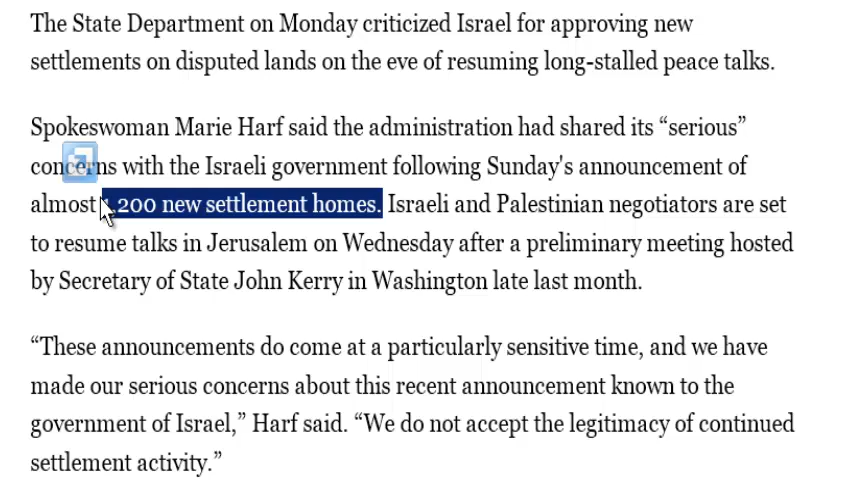 The State Department on Monday criticized Israel for approving new
settlements on disputed lands on the eve of resuming long-stalled peace talks.
Spokeswoman Marie Harf said the administration had shared its “serious”
concerns with the Israeli government following Sunday's announcement of
almost 1,200 new settlement homes. Israeli and Palestinian negotiators are set
to resume talks in Jerusalem on Wednesday after a preliminary meeting hosted
by Secretary of State John Kerry in Washington late last month.
“These announcements do come at a particularly sensitive time, and we have
made our serious concerns about this recent announcement known to the
government of Israel,” Harf said. “We do not accept the legitimacy of continued
settlement activity.”